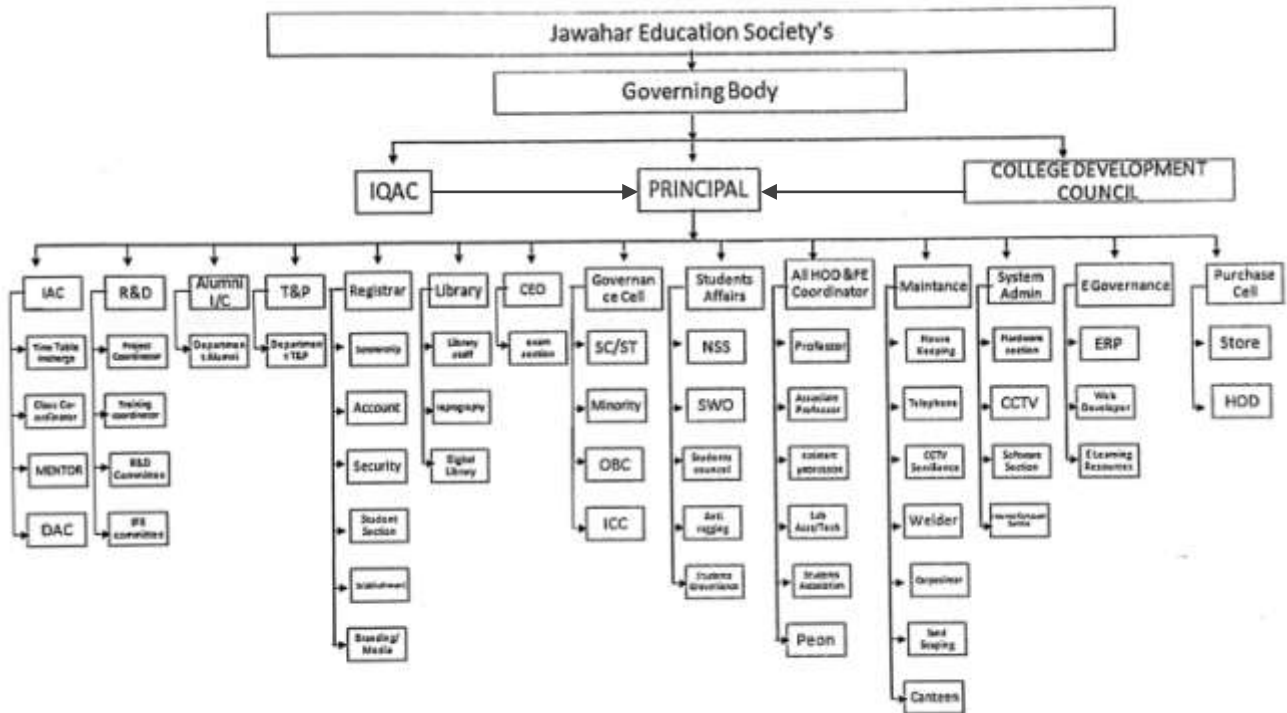 Jawahar Education Society's
Governing Body
IQAC
PRINCIPAL
COLLEGE DEVELOPMENT
COUNCIL
IAC
R&D
Alumni
I/C
T&P
Registrar
Library
CEO
Governan
ce Cell
Students
Affairs
All HOD &FE
Coordinator
Maintance
System
Admin
E Governance
Purchase
Cell
Time Table
Incharge
Class Co-
ordinator
MENTOR
DAC
Project
Coordinator
Training
coordinator
R&D
Committee
committee
Departmen
t Alumni
Departmen
t T&P
Scholarship
Account
Security
Student
Section
Establishment
Branding/
Media
Library
staff
Digital
Library
exam
section
SC/ST
Minority
OBC
ICC
NSS
SWO
Students
council
Anti
ragging
Students
Professor
Associate
Professor
Assistant
Lab
Asst/Tech
Students
Association
Peon
House
Keeping
Telephone
CCTV
Welder
Canteen
Hardware
section
CCTV
Software
Section
ERP
Web
Developer
E Learning
Resources
Store
HOD